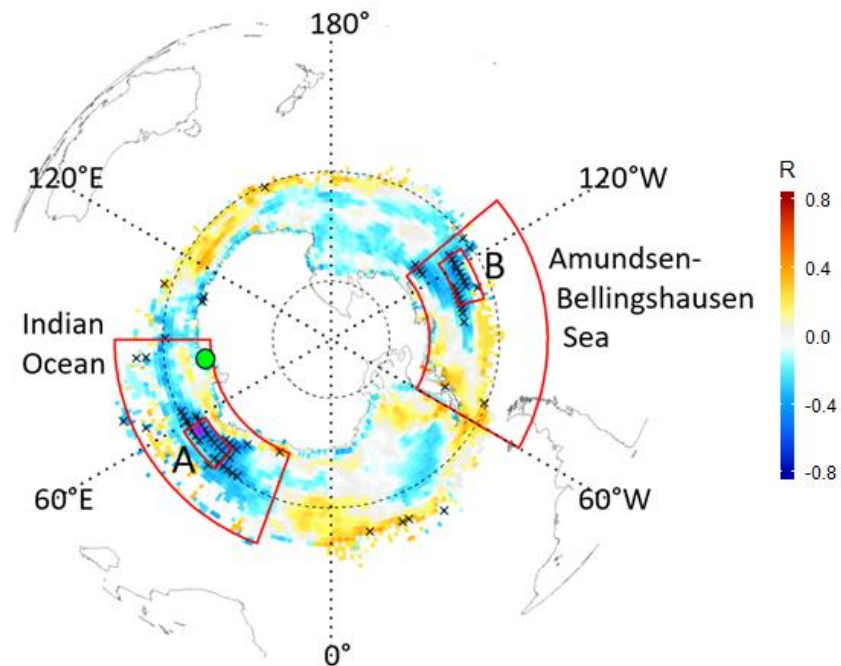 180°
120°E
120°W
R
0.8
0.4
0.0
-0.4
-0.8
B
Amundsen-
Bellingshausen
Sea
Indian
Ocean
A
60°E
60°W
0°